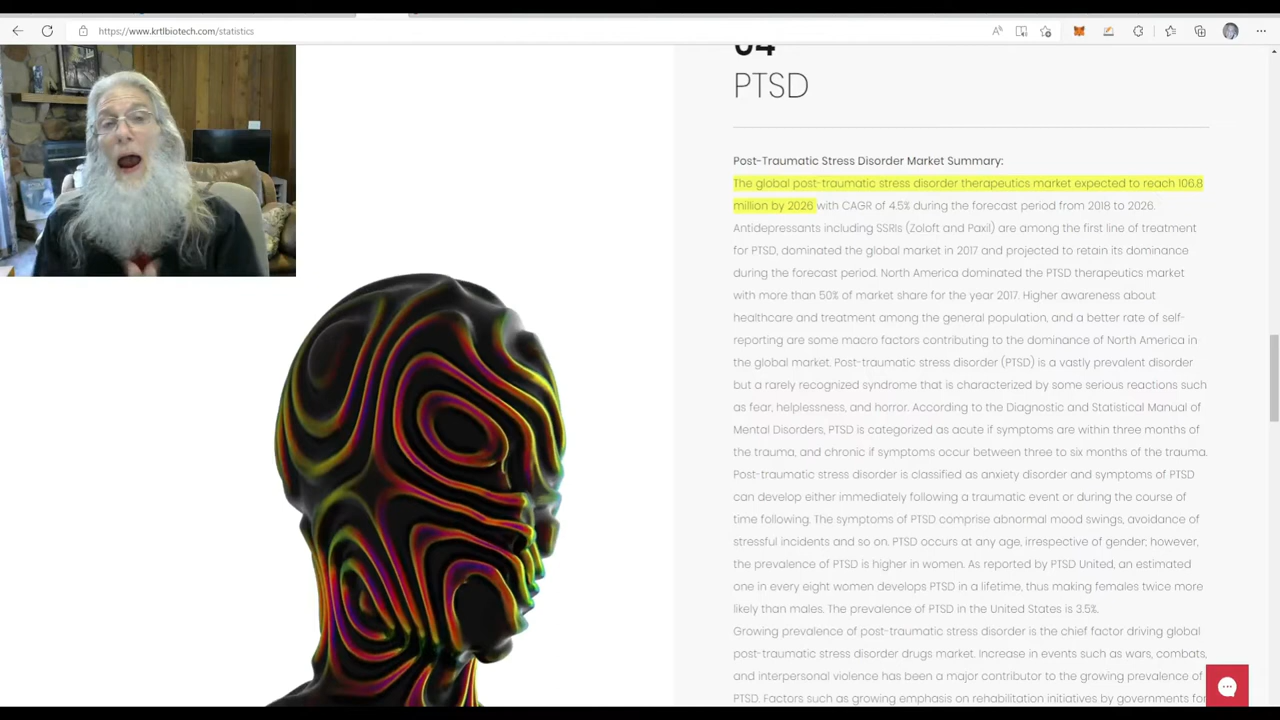 https://www.krtlbiotech.com/statistics
04
PTSD
Post-Traumatic Stress Disorder Market Summary:
The global post-traumatic stress disorder therapeutics market expected to reach 106.8
million by 2026 with CAGR of 4.5% during the forecast period from 2018 to 2026.
Antidepressants including SSRIs (Zoloft and Paxil) are among the first line of treatment
for PTSD, dominated the global market in 2017 and projected to retain its dominance
during the forecast period. North America dominated the PTSD therapeutics market
with more than 50% of market share for the year 2017. Higher awareness about
healthcare and treatment among the general population, and a better rate of self-
reporting are some macro factors contributing to the dominance of North America in
the global market. Post-traumatic stress disorder (PTSD) is a vastly prevalent disorder
but a rarely recognized syndrome that is characterized by some serious reactions such
as fear, helplessness, and horror. According to the Diagnostic and Statistical Manual of
Mental Disorders, PTSD is categorized as acute if symptoms are within three months of
the trauma, and chronic if symptoms occur between three to six months of the trauma.
Post-traumatic stress disorder is classified as anxiety disorder and symptoms of PTSD
can develop either immediately following a traumatic event or during the course of
time following. The symptoms of PTSD comprise abnormal mood swings, avoidance of
stressful incidents and so on. PTSD occurs at any age, irrespective of gender; however,
the prevalence of PTSD is higher in women. As reported by PTSD United, an estimated
one in every eight women develops PTSD in a lifetime, thus making females twice more
likely than males. The prevalence of PTSD in the United States is 3.5%.
Growing prevalence of post-traumatic stress disorder is the chief factor driving global
post-traumatic stress disorder drugs market. Increase in events such as wars, combats,
and interpersonal violence has been a major contributor to the growing prevalence of
PTSD. Factors such as growing emphasis on rehabilitation initiatives by governments for